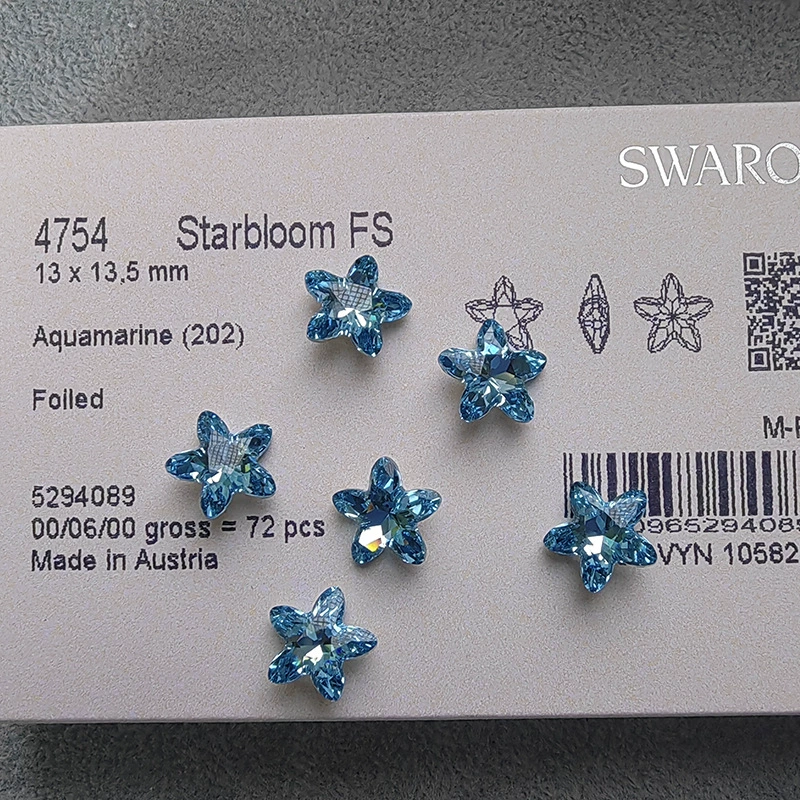 SWARO
4754 Starbloom FS
13 x 13,5 mm
Aquamarine (202)
Foiled
M-
5294089
00/06/00 gross = 72 pcs
Made in Austria
096529408
VYN 10582